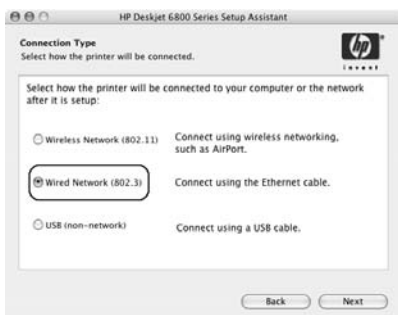 HP Deskjet 6800 Series Setup Assistant
Connection Type
Select how the printer will be connected.
hp
invent
Select how the printer will be connected to your computer or the network
after it is setup:
Wireless Network (802.11) Connect using wireless networking,
such as AirPort.
Wired Network (802.3) Connect using the Ethernet cable.
USB (non-network) Connect using a USB cable.
Back Next